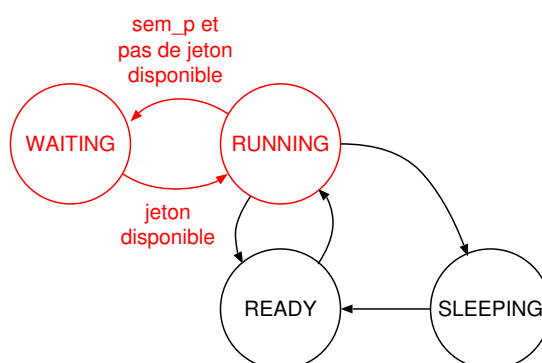 sem_p et
pas de jeton
disponible
WAITING
RUNNING
jeton
disponible
READY
SLEEPING